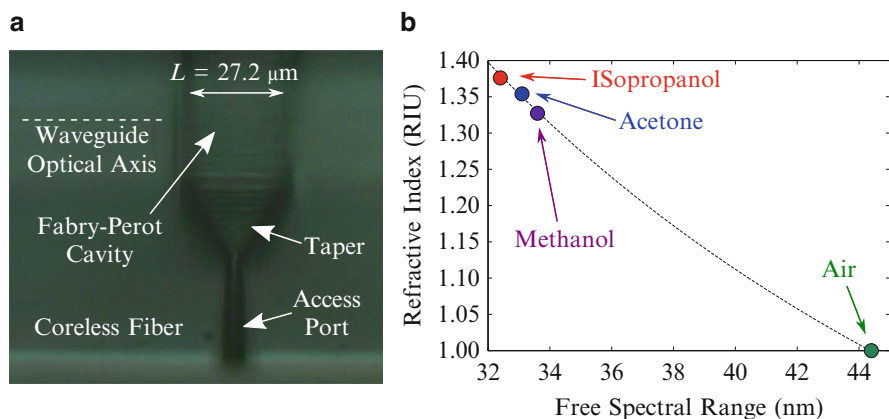 a
L = 27.2 µm
Waveguide
Optical Axis
Fabry-Perot
Cavity
Taper
Access
Port
Coreless Fiber
b
Refractive Index (RIU)
1.40
1.35
1.30
1.25
1.20
1.15
1.10
1.05
1.00
ISopropanol
Acetone
Methanol
Air
32 34 36 38 40 42 44
Free Spectral Range (nm)